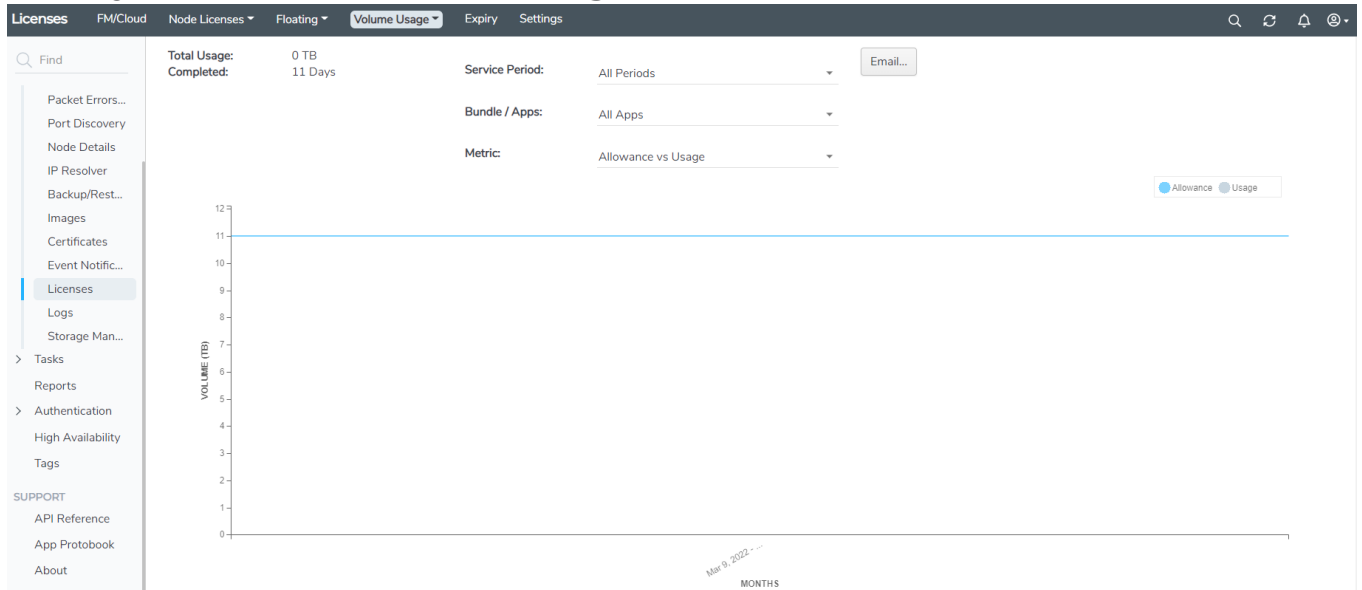 Licenses FM/Cloud Node Licenses Floating Volume Usage Expiry Settings
Find
Packet Errors...
Port Discovery
Node Details
IP Resolver
Backup/Rest...
Images
Certificates
Event Notific...
Licenses
Logs
Storage Man...
Tasks
Reports
Authentication
High Availability
Tags
SUPPORT
API Reference
App Protobook
About
Total Usage: 0 TB
Completed: 11 Days
Service Period: All Periods
Bundle / Apps: All Apps
Metric: Allowance vs Usage
Email...
Allowance Usage
VOLUME (TB)
12
11
10
9
8
7
6
5
4
3
2
1
0
Mar 9, 2022 - ...
MONTHS